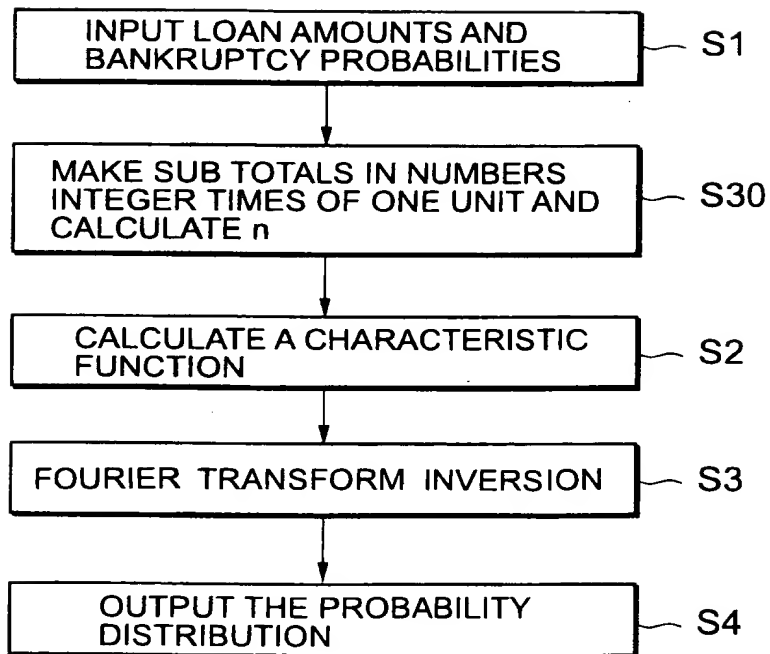 INPUT LOAN AMOUNTS AND
BANKRUPTCY PROBABILITIES
S1
MAKE SUB TOTALS IN NUMBERS
INTEGER TIMES OF ONE UNIT AND
CALCULATE n
S30
CALCULATE A CHARACTERISTIC
FUNCTION
S2
FOURIER TRANSFORM INVERSION
S3
OUTPUT THE PROBABILITY
DISTRIBUTION
S4